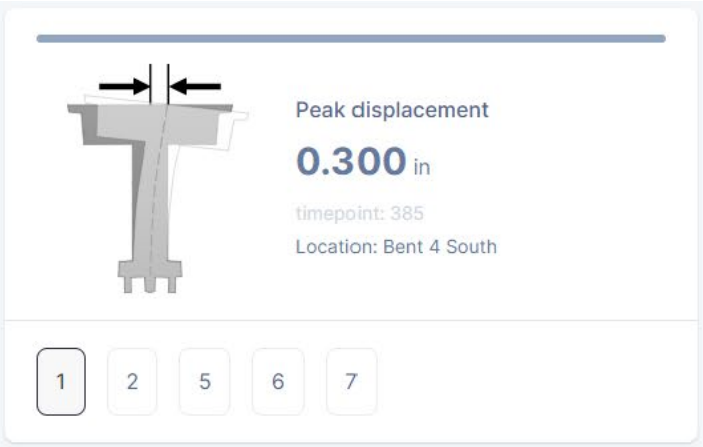 Peak displacement
0.300 in
timepoint: 385
Location: Bent 4 South
1 2 5 6 7